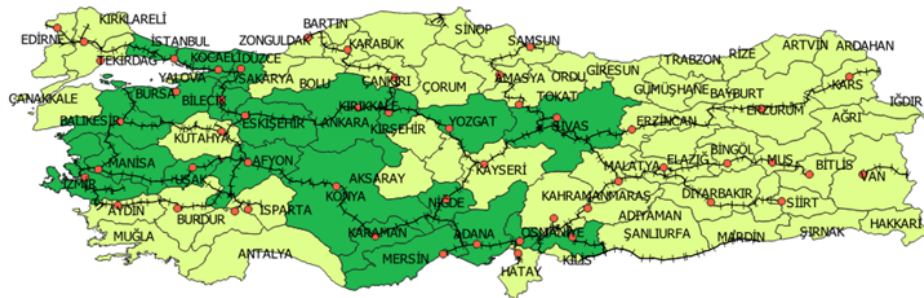 KIRKLARELİ
EDİRNE
TEKİRDAĞ
İSTANBUL
KOCAELİ
DÜZCE
YALOVA
SAKARYA
ZONGULDAK
BARTIN
KARABÜK
SİNOP
SAMSUN
ARTVİN
ARDAHAN
RİZE
TRABZON
GİRESUN
ORDU
AMASYA
ÇANKIRI
ÇORUM
BOLU
TOKAT
GÜMÜŞHANE
BAYBURT
KARS
IĞDIR
ÇANAKKALE
BURSA
BİLECİK
BALIKESİR
KÜTAHYA
ESKİŞEHİR
ANKARA
KIRIKKALE
KIRŞEHİR
YOZGAT
SİVAS
ERZİNCAN
ERZURUM
AĞRI
MANİSA
UŞAK
AFYON
AKSARAY
KAYSERİ
MALATYA
ELAZIĞ
BİNGÖL
MUŞ
BİTLİS
VAN
İZMİR
AYDIN
BURDUR
ISPARTA
KONYA
NİĞDE
KAHRAMANMARAŞ
ADIYAMAN
DİYARBAKIR
SİİRT
HAKKARİ
MUĞLA
ANTALYA
KARAMAN
MERSİN
ADANA
OSMANİYE
ŞANLIURFA
MARDİN
ŞIRNAK
HATAY
KİLİS